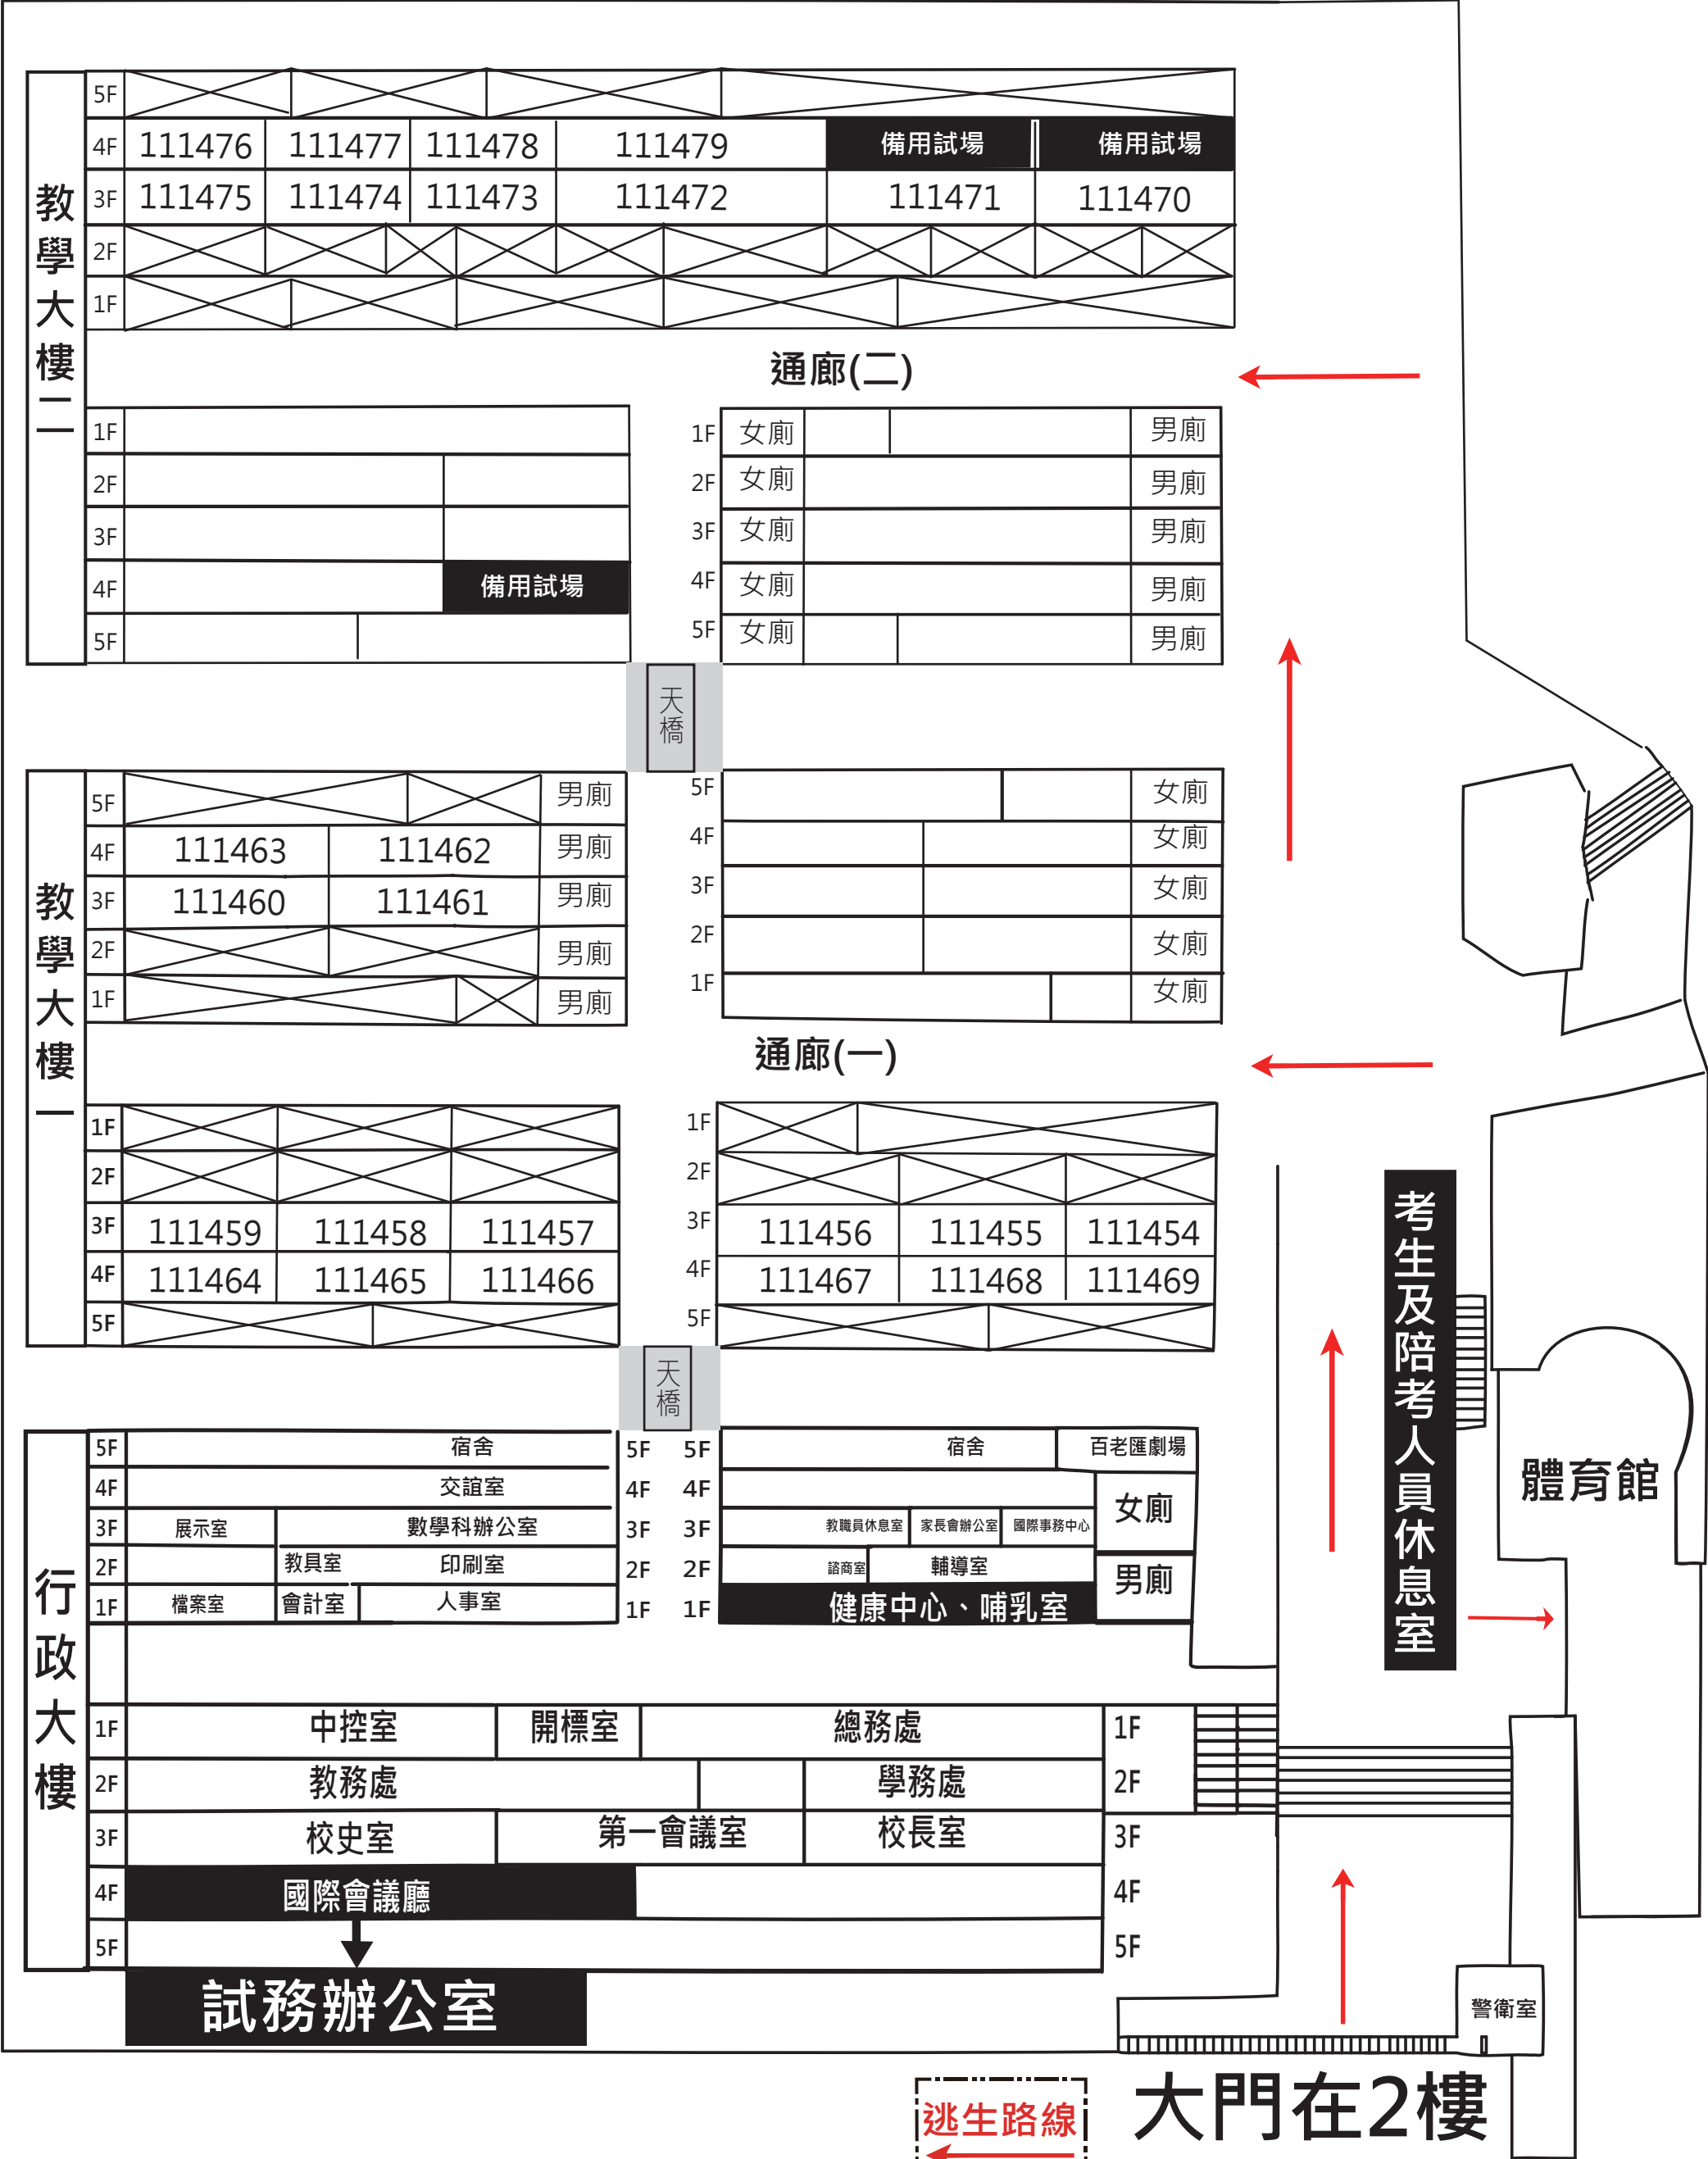 教學大樓二
5F
4F 111476 111477 111478 111479 備用試場 備用試場
3F 111475 111474 111473 111472 111471 111470
2F
1F
通廊(二)
1F
2F
3F
4F 備用試場
5F
1F 女廁 男廁
2F 女廁 男廁
3F 女廁 男廁
4F 女廁 男廁
5F 女廁 男廁
天橋
教學大樓一
5F 男廁
4F 111463 111462 男廁
3F 111460 111461 男廁
2F 男廁
1F 男廁
5F 女廁
4F 女廁
3F 女廁
2F 女廁
1F 女廁
通廊(一)
1F
2F
3F 111459 111458 111457
4F 111464 111465 111466
5F
1F
2F
3F 111456 111455 111454
4F 111467 111468 111469
5F
天橋
行政大樓
5F 宿舍 5F
4F 交誼室 4F
3F 展示室 數學科辦公室 3F
2F 教具室 印刷室 2F
1F 檔案室 會計室 人事室 1F
5F 宿舍 百老匯劇場
4F
3F 教職員休息室 家長會辦公室 國際事務中心
2F 諮商室 輔導室
1F 健康中心、哺乳室
女廁
男廁
1F 中控室 開標室 總務處 1F
2F 教務處 學務處 2F
3F 校史室 第一會議室 校長室 3F
4F 國際會議廳 4F
5F 5F
試務辦公室
考生及陪考人員休息室
體育館
警衛室
大門在2樓
逃生路線